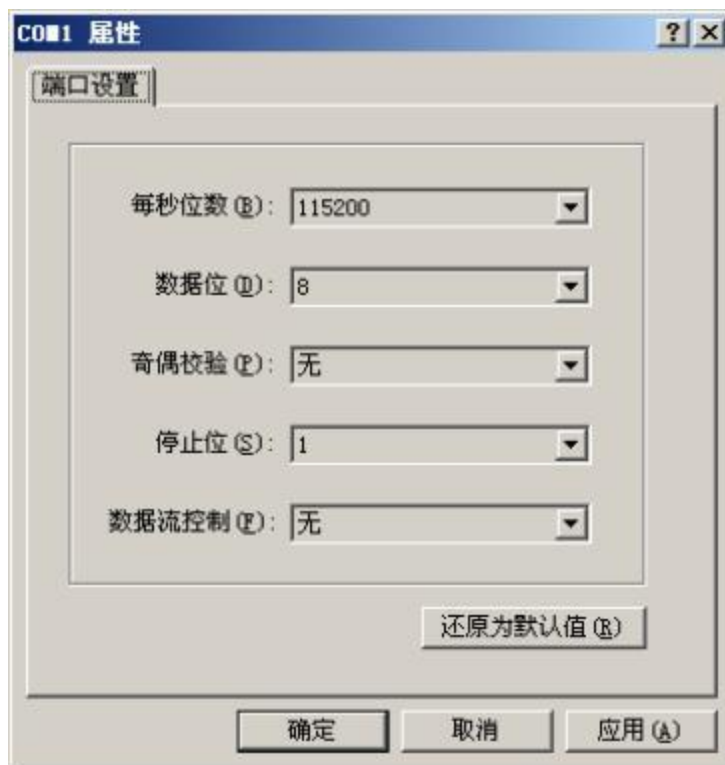 COM1 属性
端口设置
每秒位数(B): 115200
数据位(D): 8
奇偶校验(P): 无
停止位(S): 1
数据流控制(F): 无
还原为默认值(R)
确定 取消 应用(A)